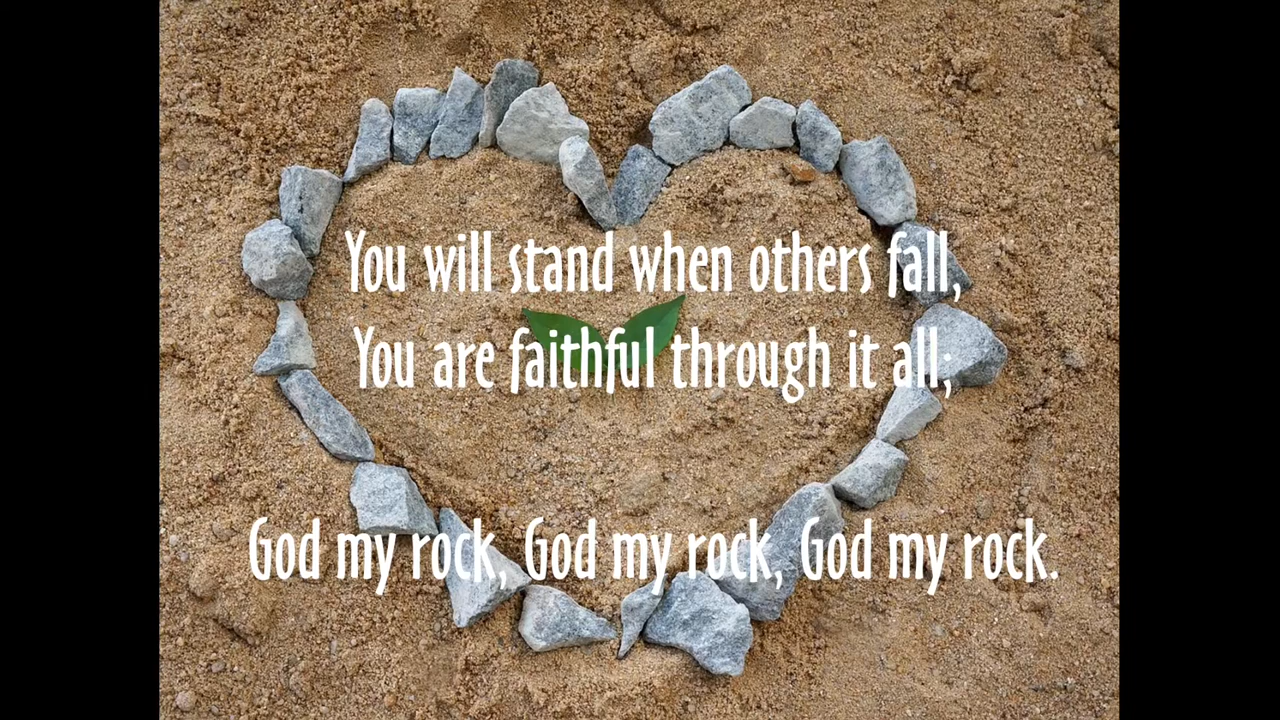 You will stand when others fall,
You are faithful through it all;
God my rock, God my rock, God my rock.